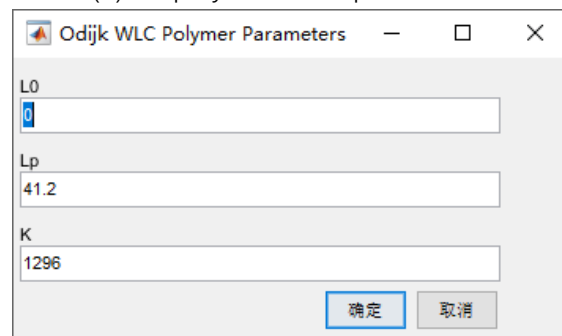 Odijk WLC Polymer Parameters
L0
0
Lp
41.2
K
1296
确定 取消